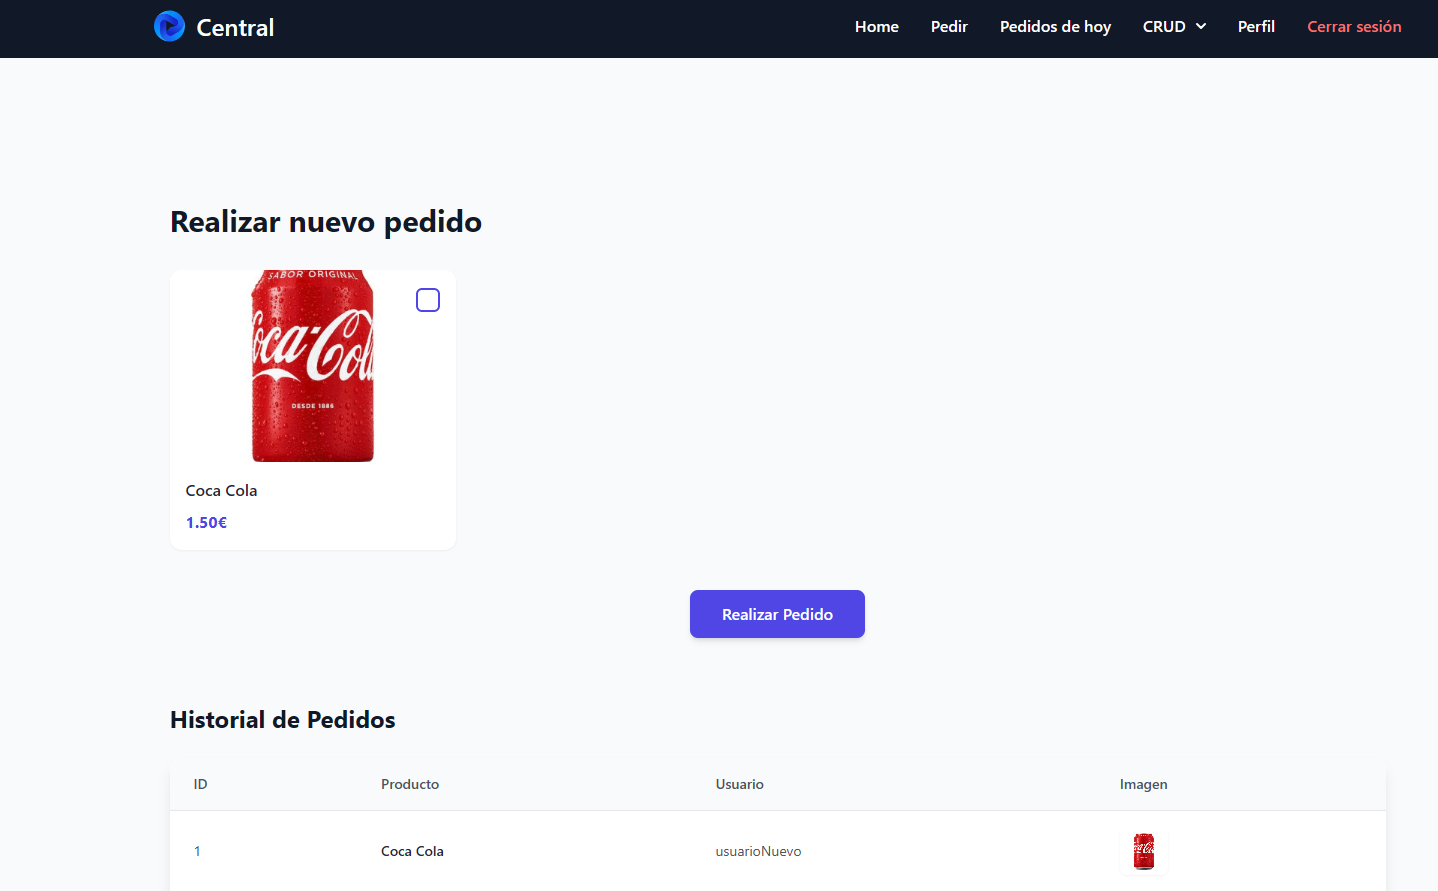 Central
Home Pedir Pedidos de hoy CRUD Perfil Cerrar sesión
Realizar nuevo pedido
SABOR ORIGINAL
Coca-Cola
DESDE 1886
Coca Cola
1.50€
Realizar Pedido
Historial de Pedidos
ID Producto Usuario Imagen
1 Coca Cola usuarioNuevo